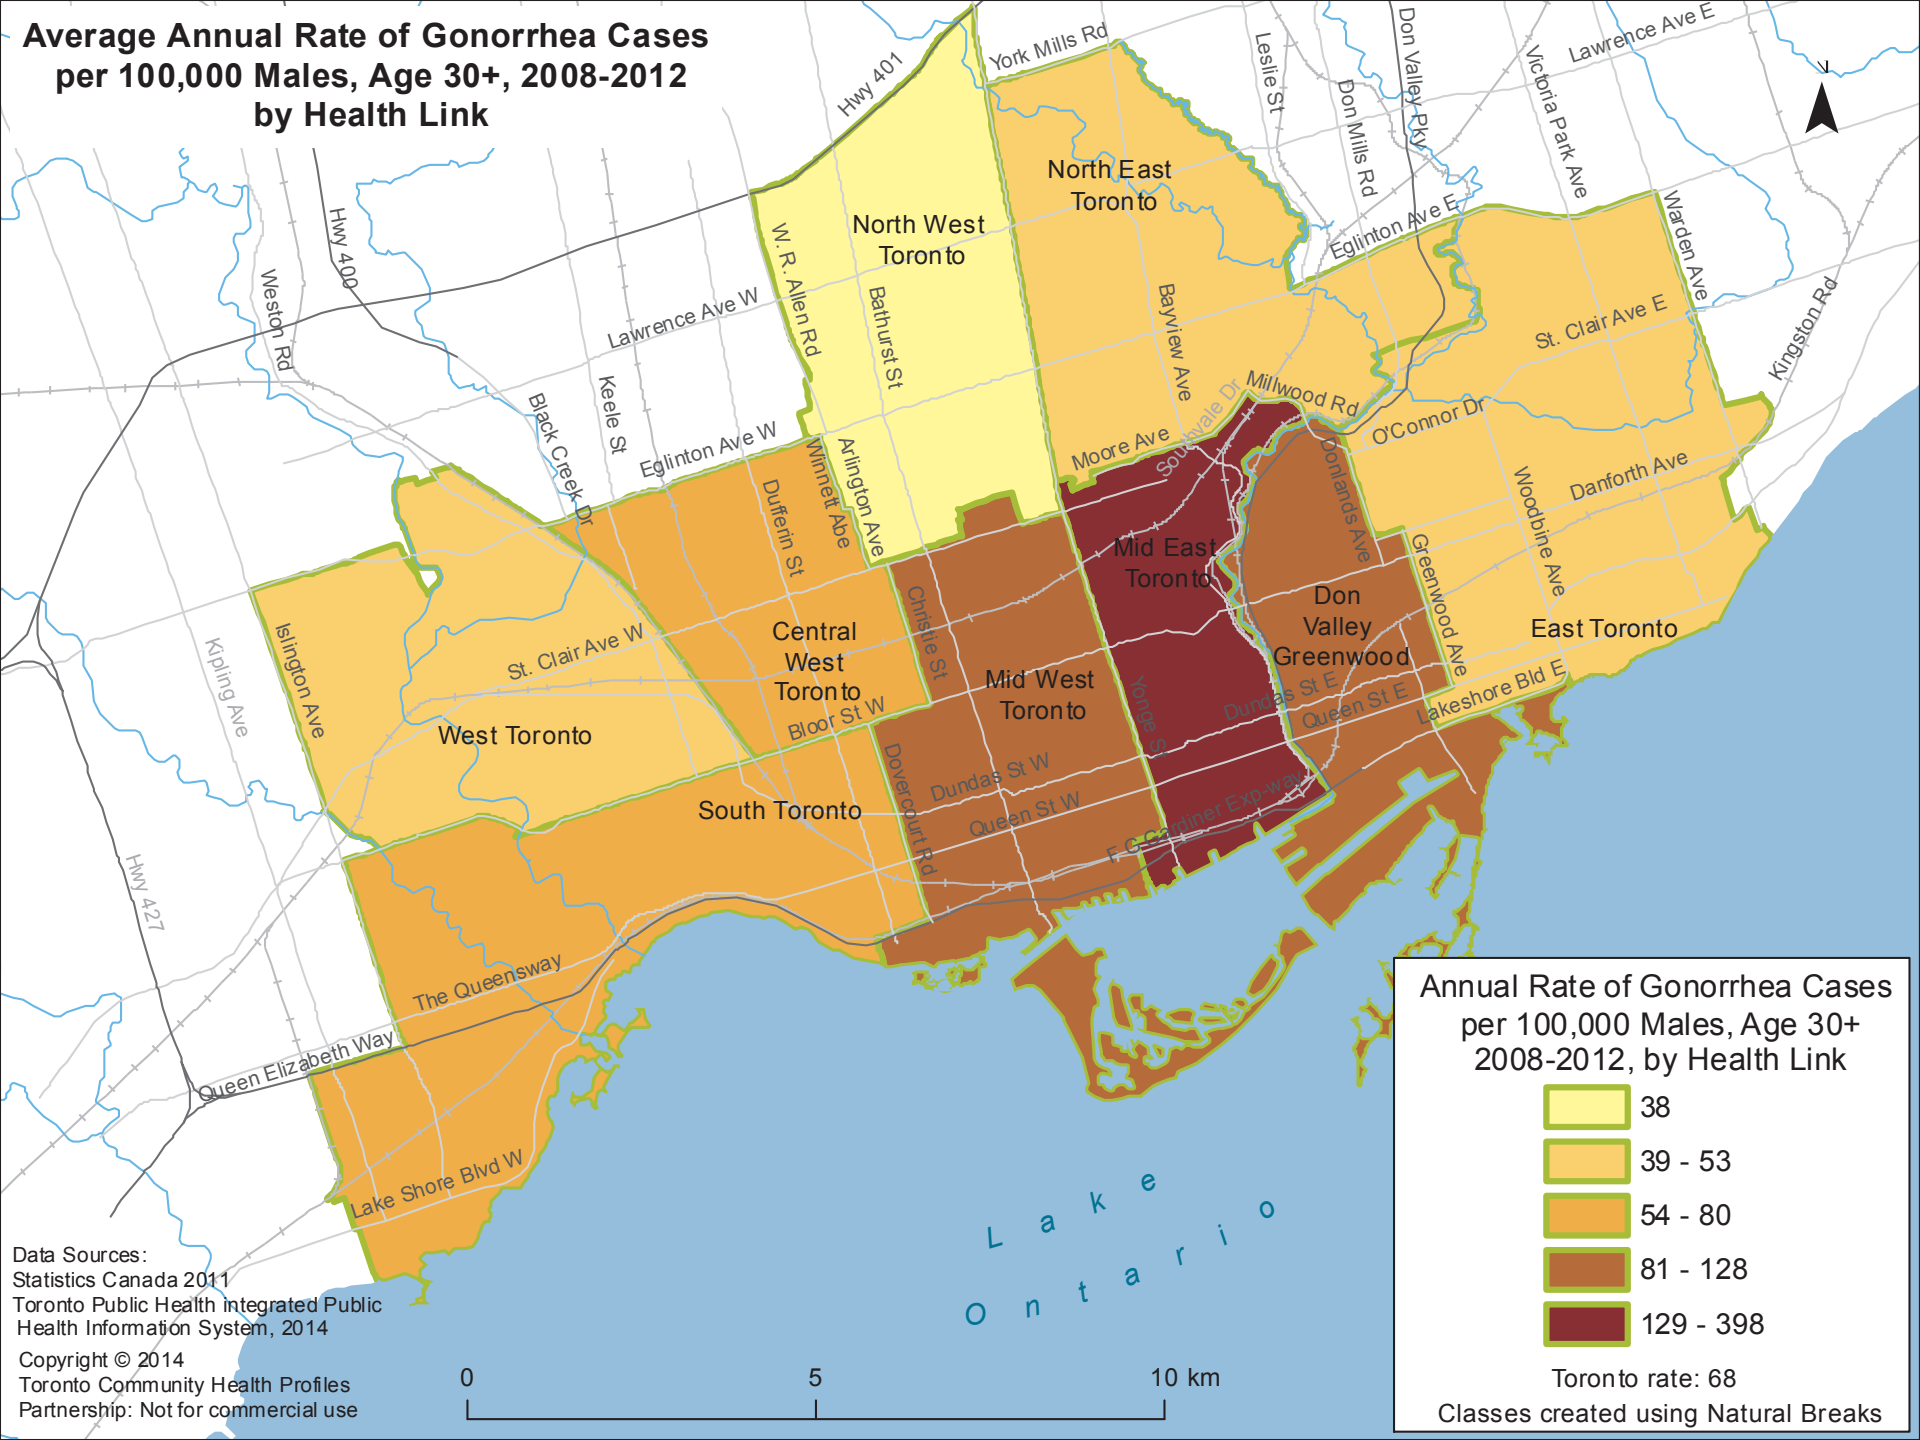 Average Annual Rate of Gonorrhea Cases
per 100,000 Males, Age 30+, 2008-2012
by Health Link
Hwy 401
York Mills Rd
Leslie St
Don Mills Rd
Don Valley Pky
Victoria Park Ave
Lawrence Ave E
N
North East
Toronto
North West
Toronto
Eglinton Ave E
Warden Ave
Kingston Rd
Hwy 400
Weston Rd
W. R. Allen Rd
Bathurst St
Bayview Ave
Lawrence Ave W
St. Clair Ave E
Keele St
Black Creek Dr
Eglinton Ave W
Winnett Abe
Arlington Ave
Dufferin St
Moore Ave
Southvale Dr
Millwood Rd
O'Connor Dr
Donlands Ave
Danforth Ave
Woodbine Ave
Greenwood Ave
Mid East
Toronto
Don
Valley
Greenwood
East Toronto
Kipling Ave
Islington Ave
St. Clair Ave W
Central
West
Toronto
Christie St
Bloor St W
Mid West
Toronto
Yonge St
Dundas St E
Queen St E
Lakeshore Bld E
West Toronto
South Toronto
Dovercourt Rd
Dundas St W
Queen St W
F G Gardiner Exp-way
Hwy 427
The Queensway
Queen Elizabeth Way
Lake Shore Blvd W
Lake
Ontario
Annual Rate of Gonorrhea Cases
per 100,000 Males, Age 30+
2008-2012, by Health Link
38
39 - 53
54 - 80
81 - 128
129 - 398
Toronto rate: 68
Classes created using Natural Breaks
Data Sources:
Statistics Canada 2011
Toronto Public Health integrated Public
Health Information System, 2014
Copyright © 2014
Toronto Community Health Profiles
Partnership: Not for commercial use
0 5 10 km